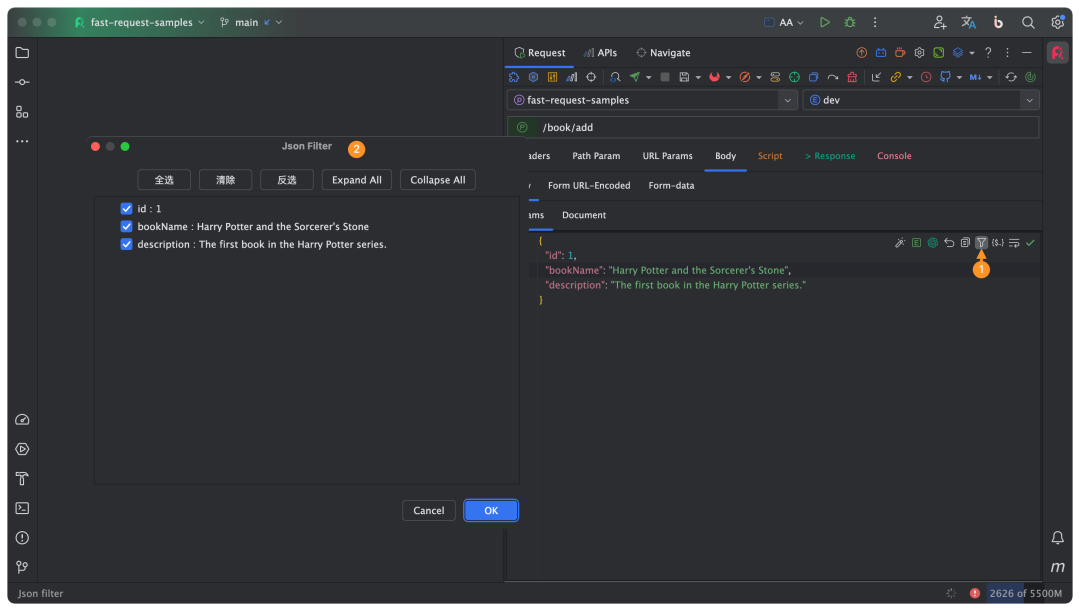 fast-request-samples
main
AA
Request
APIs
Navigate
M↓
fast-request-samples
dev
/book/add
Json Filter
2
aders
Path Param
URL Params
Body
Script
> Response
Console
全选
清除
反选
Expand All
Collapse All
Form URL-Encoded
Form-data
id : 1
bookName : Harry Potter and the Sorcerer's Stone
description : The first book in the Harry Potter series.
ams
Document
{
"id": 1,
"bookName": "Harry Potter and the Sorcerer's Stone",
"description": "The first book in the Harry Potter series."
}
1
Cancel
OK
Json filter
2626 of 5500M